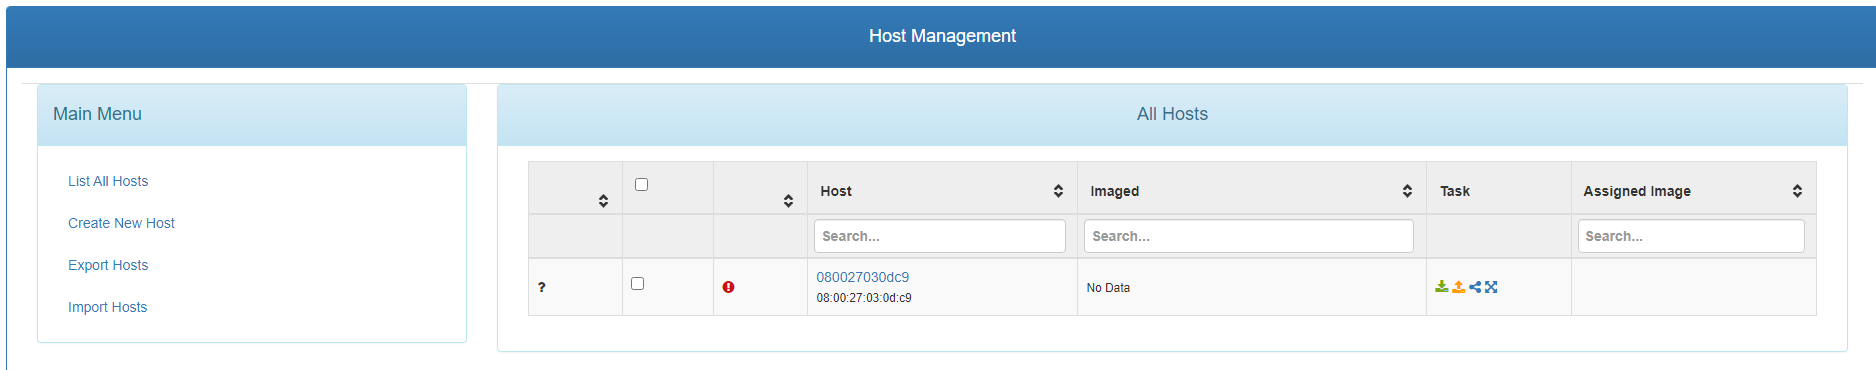 Host Management
Main Menu
List All Hosts
Create New Host
Export Hosts
Import Hosts
All Hosts
Host Imaged Task Assigned Image
Search... Search... Search...
? 080027030dc9 No Data
08:00:27:03:0d:c9